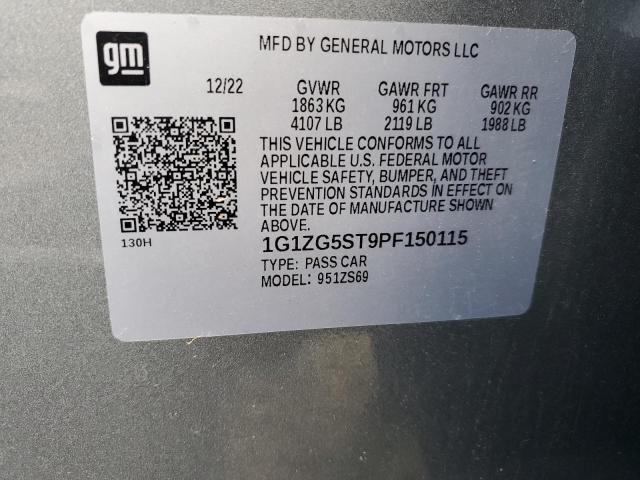 gm
MFD BY GENERAL MOTORS LLC
12/22 GVWR GAWR FRT GAWR RR
1863 KG 961 KG 902 KG
4107 LB 2119 LB 1988 LB
THIS VEHICLE CONFORMS TO ALL
APPLICABLE U.S. FEDERAL MOTOR
VEHICLE SAFETY, BUMPER, AND THEFT
PREVENTION STANDARDS IN EFFECT ON
THE DATE OF MANUFACTURE SHOWN
ABOVE.
130H
1G1ZG5ST9PF150115
TYPE: PASS CAR
MODEL: 951ZS69